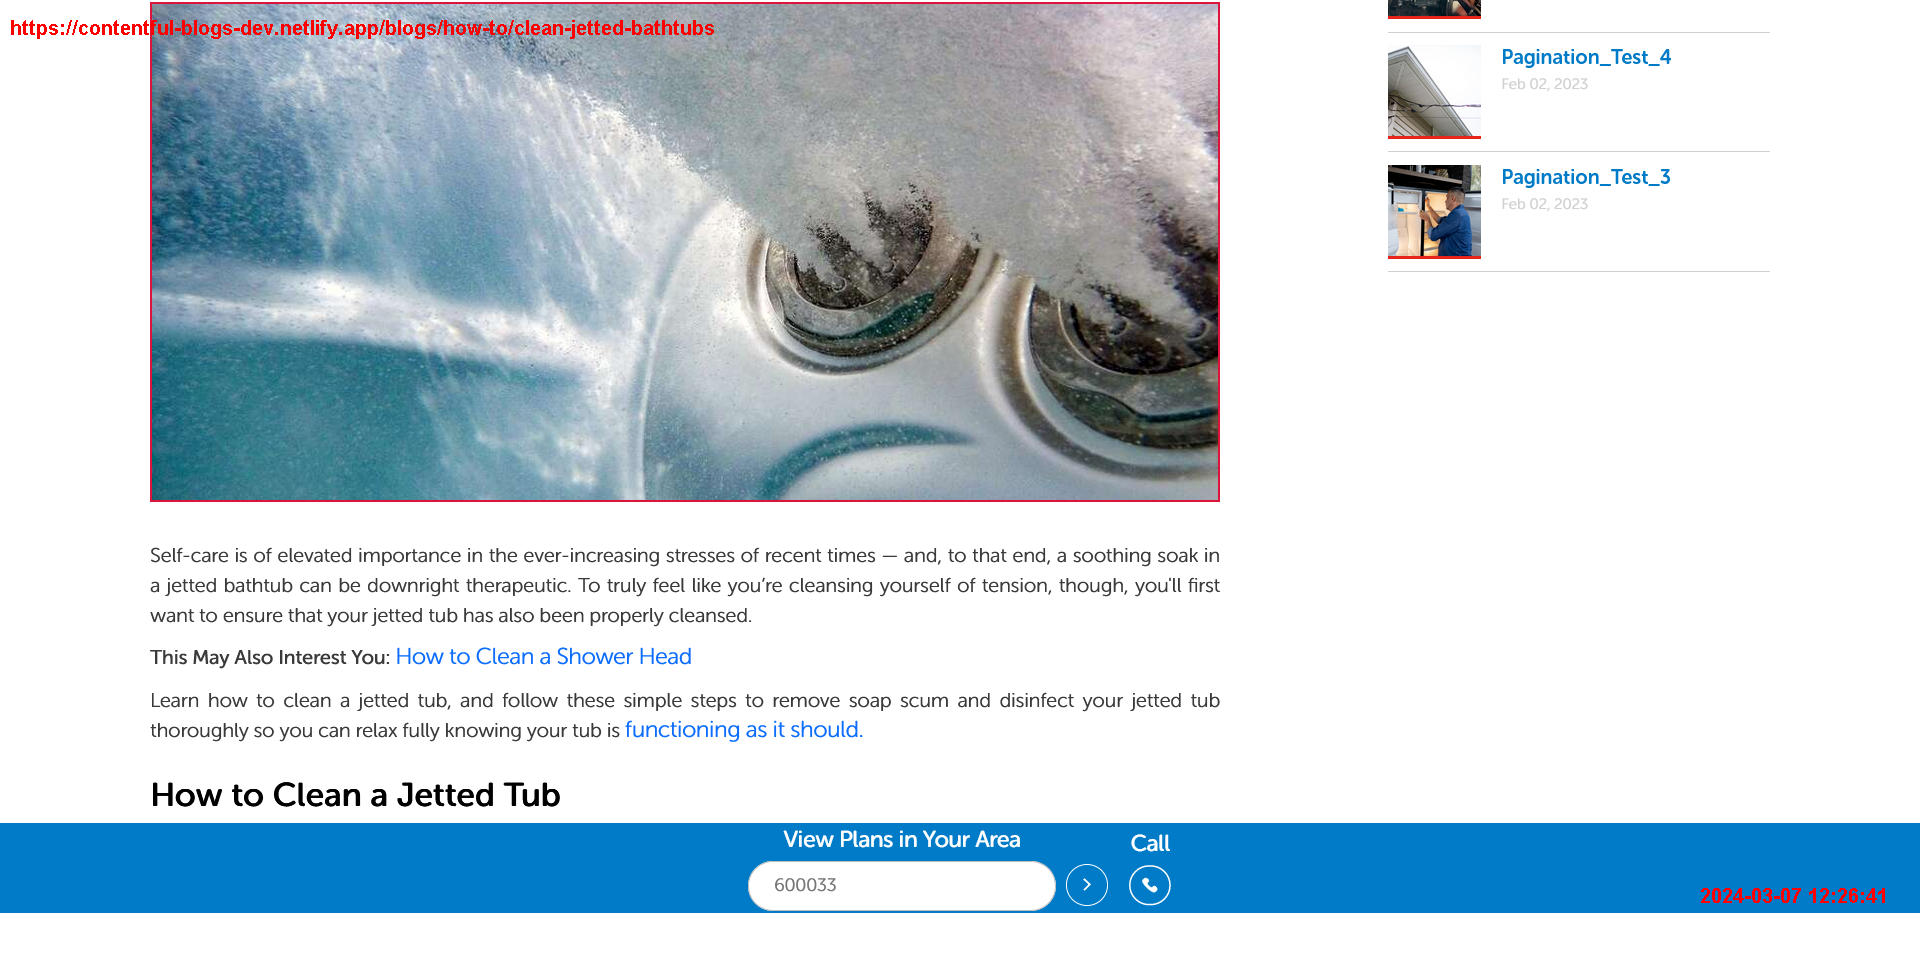 https://contentful-blogs-dev.netlify.app/blogs/how-to/clean-jetted-bathtubs
Pagination_Test_4
Feb 02, 2023
Pagination_Test_3
Feb 02, 2023
Self-care is of elevated importance in the ever-increasing stresses of recent times — and, to that end, a soothing soak in
a jetted bathtub can be downright therapeutic. To truly feel like you’re cleansing yourself of tension, though, you'll first
want to ensure that your jetted tub has also been properly cleansed.
This May Also Interest You: How to Clean a Shower Head
Learn how to clean a jetted tub, and follow these simple steps to remove soap scum and disinfect your jetted tub
thoroughly so you can relax fully knowing your tub is functioning as it should.
How to Clean a Jetted Tub
View Plans in Your Area
Call
600033
2024-03-07 12:26:41